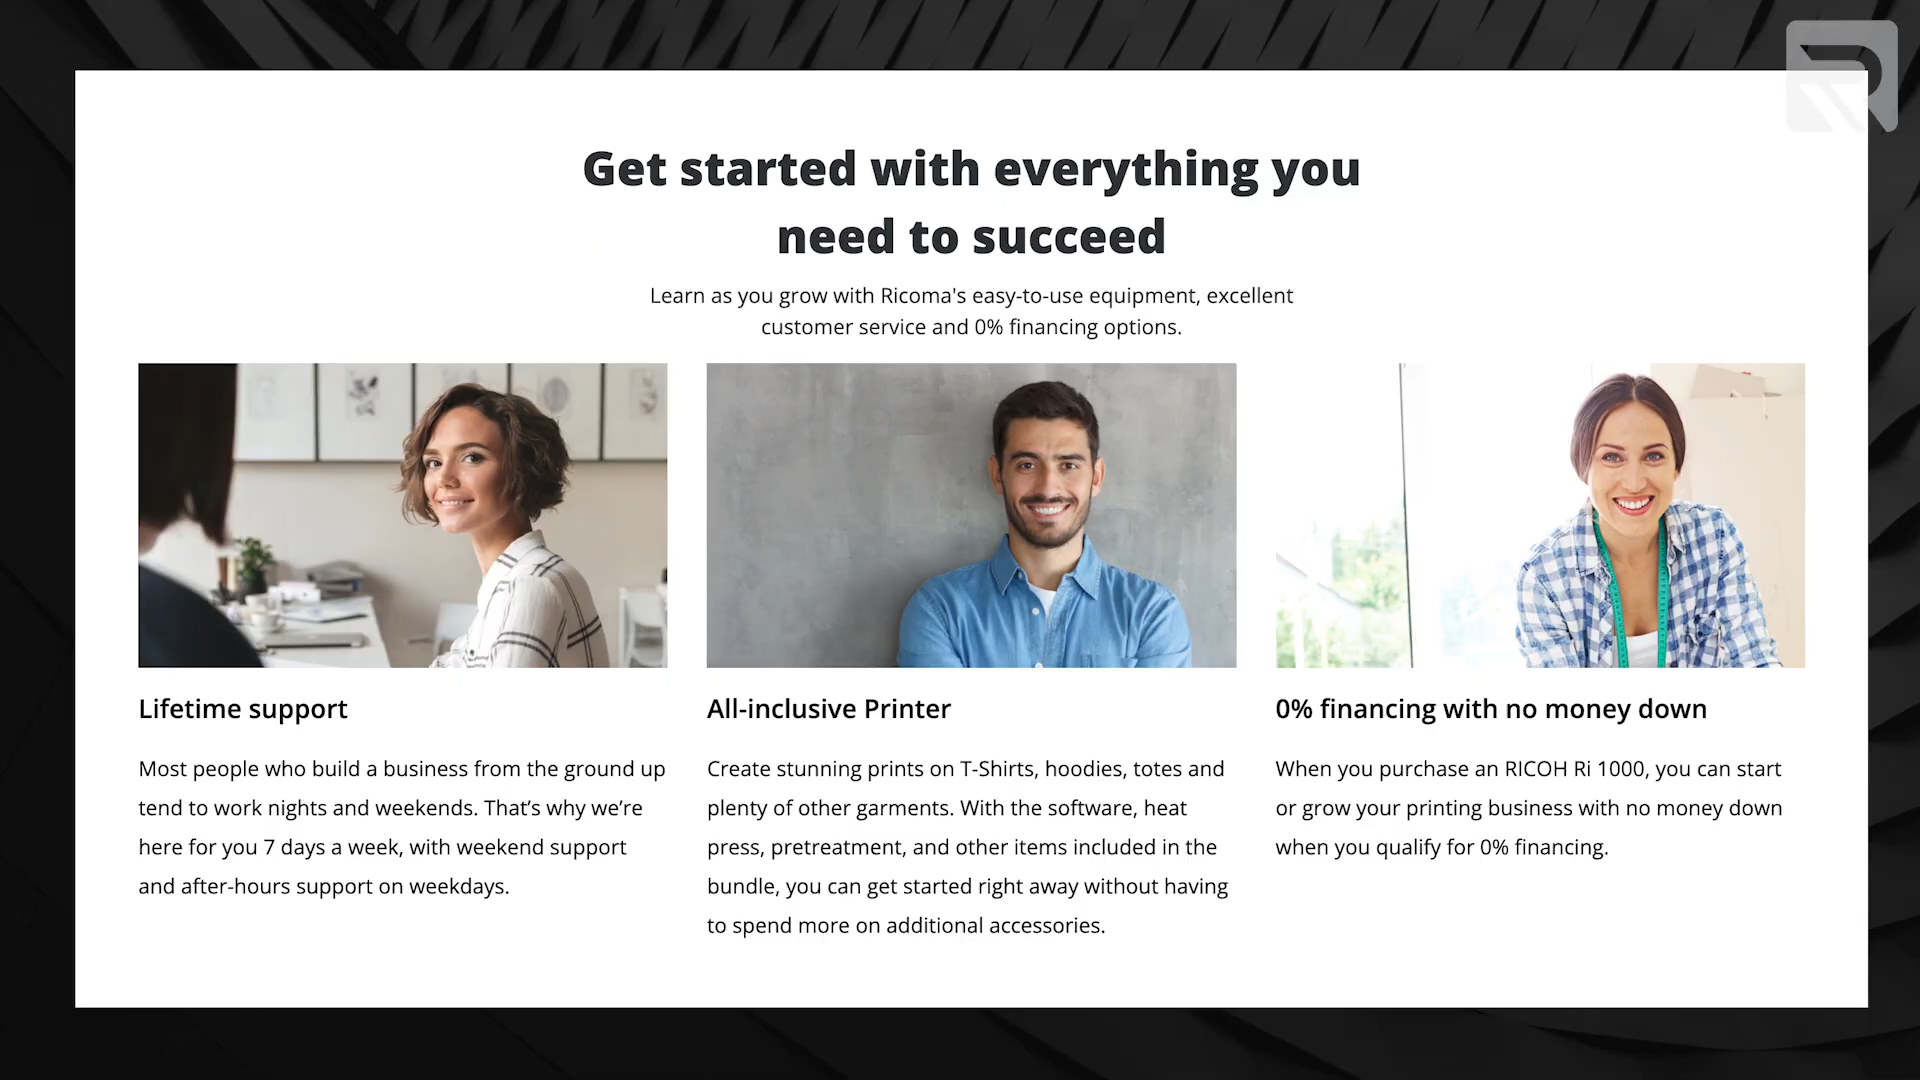 Get started with everything you
need to succeed
Learn as you grow with Ricoma's easy-to-use equipment, excellent
customer service and 0% financing options.
Lifetime support
Most people who build a business from the ground up
tend to work nights and weekends. That’s why we’re
here for you 7 days a week, with weekend support
and after-hours support on weekdays.
All-inclusive Printer
Create stunning prints on T-Shirts, hoodies, totes and
plenty of other garments. With the software, heat
press, pretreatment, and other items included in the
bundle, you can get started right away without having
to spend more on additional accessories.
0% financing with no money down
When you purchase an RICOH Ri 1000, you can start
or grow your printing business with no money down
when you qualify for 0% financing.